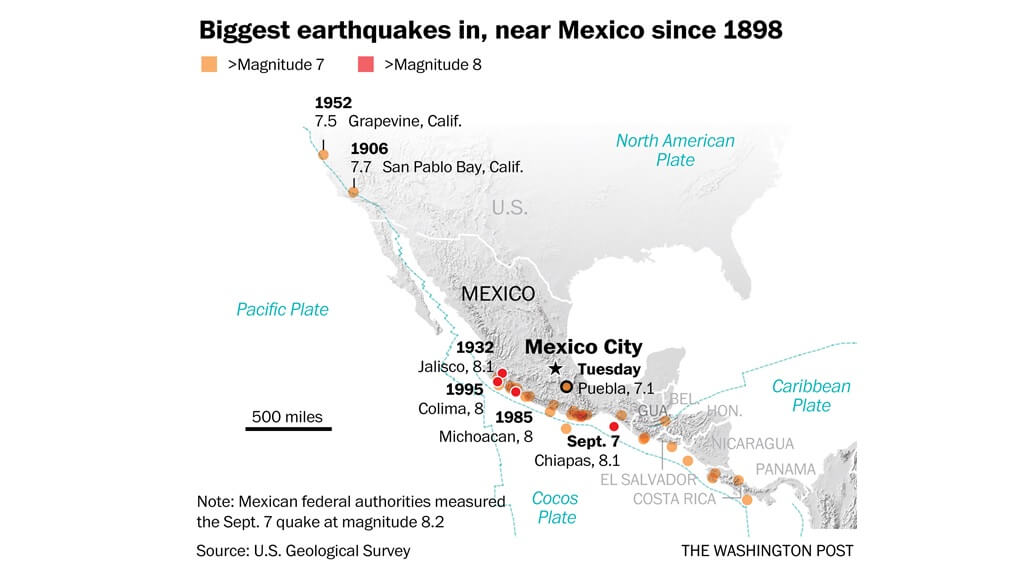 Biggest earthquakes in, near Mexico since 1898
>Magnitude 7 >Magnitude 8
1952
7.5 Grapevine, Calif.
North American
Plate
1906
7.7 San Pablo Bay, Calif.
U.S.
MEXICO
Pacific Plate
1932
Jalisco, 8.1
Mexico City
Tuesday
Puebla, 7.1
Caribbean
Plate
1995
Colima, 8
BEL.
GUA.
HON.
1985
Michoacan, 8
500 miles
Sept. 7
Chiapas, 8.1
NICARAGUA
EL SALVADOR
PANAMA
COSTA RICA
Cocos
Plate
Note: Mexican federal authorities measured
the Sept. 7 quake at magnitude 8.2
Source: U.S. Geological Survey
THE WASHINGTON POST